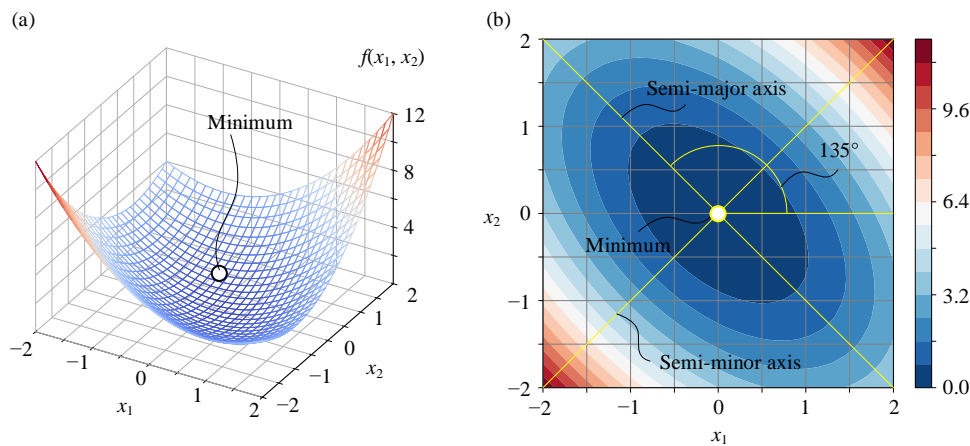 (a)
f(x₁, x₂)
Minimum
12
8
4
2
1
0
−1
−2
x₂
−2
−1
0
1
2
x₁
(b)
2
1
0
−1
−2
x₂
Semi-major axis
135°
Minimum
Semi-minor axis
−2
−1
0
1
2
x₁
9.6
6.4
3.2
0.0